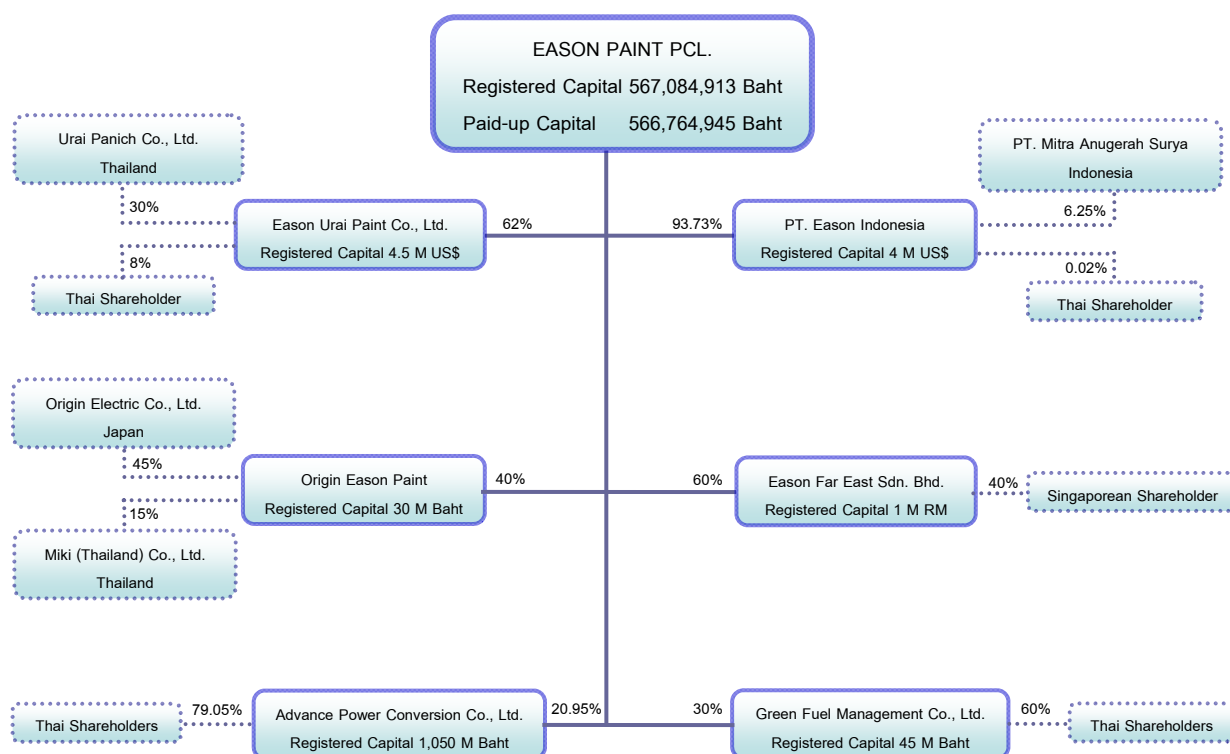 EASON PAINT PCL.
Registered Capital 567,084,913 Baht
Paid-up Capital 566,764,945 Baht
Urai Panich Co., Ltd.
Thailand
PT. Mitra Anugerah Surya
Indonesia
30%
6.25%
Eason Urai Paint Co., Ltd.
Registered Capital 4.5 M US$
62%
93.73%
PT. Eason Indonesia
Registered Capital 4 M US$
8%
0.02%
Thai Shareholder
Thai Shareholder
Origin Electric Co., Ltd.
Japan
45%
Origin Eason Paint
Registered Capital 30 M Baht
40%
60%
Eason Far East Sdn. Bhd.
Registered Capital 1 M RM
40%
Singaporean Shareholder
15%
Miki (Thailand) Co., Ltd.
Thailand
Thai Shareholders
79.05%
Advance Power Conversion Co., Ltd.
Registered Capital 1,050 M Baht
20.95%
30%
Green Fuel Management Co., Ltd.
Registered Capital 45 M Baht
60%
Thai Shareholders